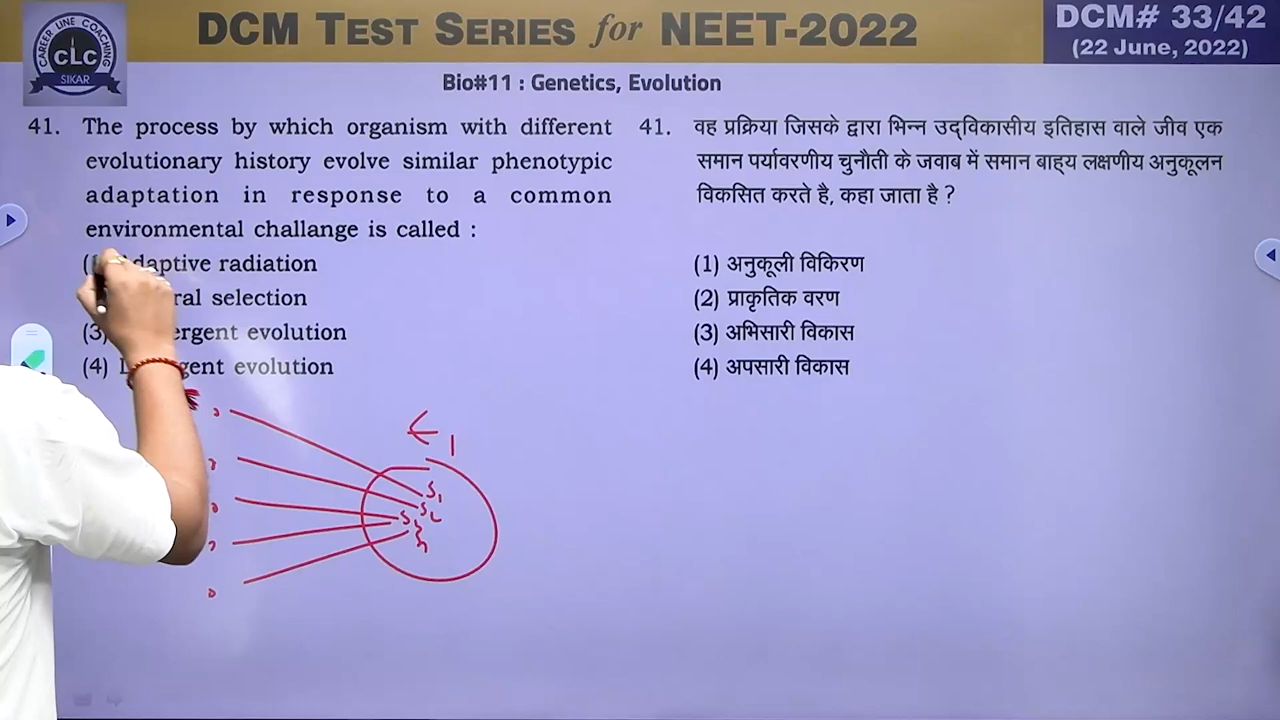 CAREER LINE COACHING
CLC
SIKAR
DCM TEST SERIES for NEET-2022
DCM# 33/42
(22 June, 2022)
Bio#11 : Genetics, Evolution
41. The process by which organism with different
evolutionary history evolve similar phenotypic
adaptation in response to a common
environmental challange is called :
daptive radiation
selection
(3) evolution
(4) evolution
41. वह प्रक्रिया जिसके द्वारा भिन्न उद्विकासीय इतिहास वाले जीव एक
समान पर्यावरणीय चुनौती के जवाब में समान बाह्य लक्षणीय अनुकूलन
विकसित करते है, कहा जाता है ?
(1) अनुकूली विकिरण
(2) प्राकृतिक वरण
(3) अभिसारी विकास
(4) अपसारी विकास
E1
S1
S2
S3